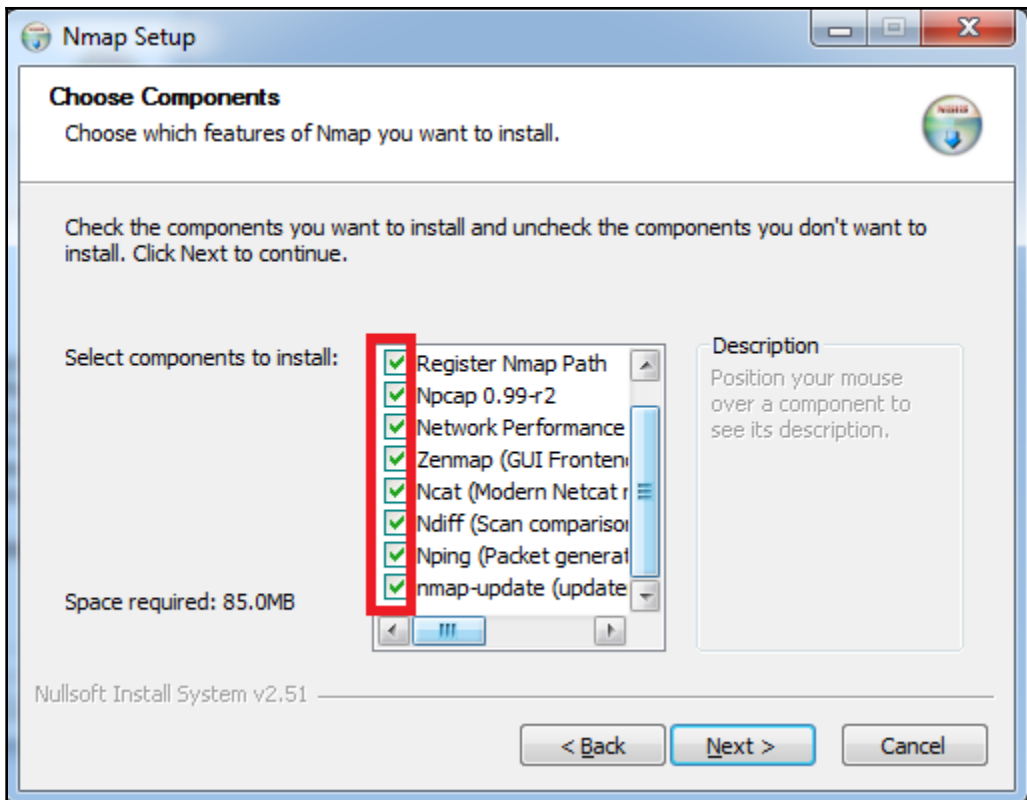 Nmap Setup
Choose Components
Choose which features of Nmap you want to install.
Check the components you want to install and uncheck the components you don't want to
install. Click Next to continue.
Select components to install:
Register Nmap Path
Npcap 0.99-r2
Network Performance
Zenmap (GUI Fronten
Ncat (Modern Netcat r
Ndiff (Scan compariso
Nping (Packet generat
nmap-update (update
Description
Position your mouse
over a component to
see its description.
Space required: 85.0MB
Nullsoft Install System v2.51
< Back
Next >
Cancel